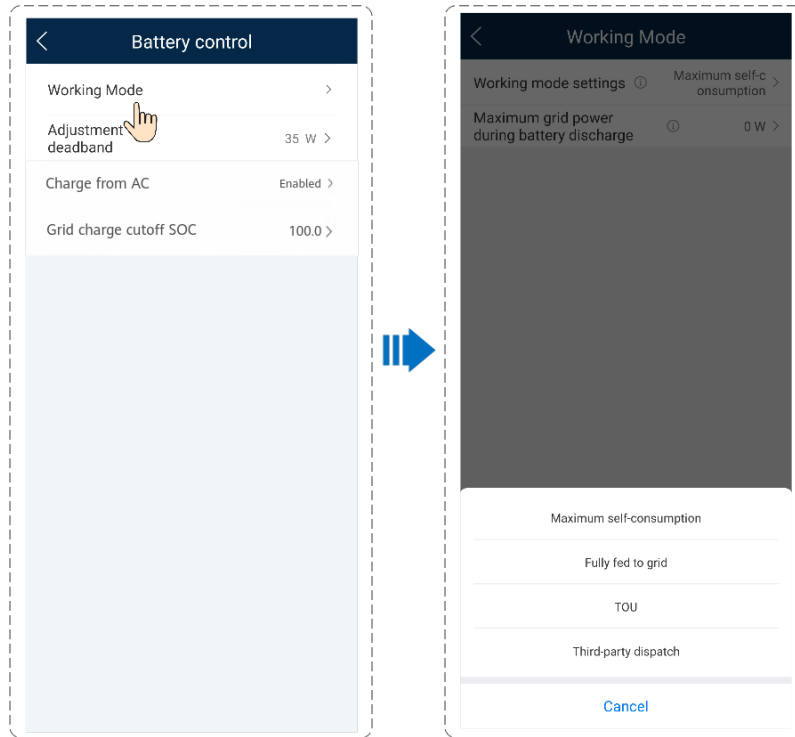 Battery control
Working Mode
Adjustment
deadband
35 W
Charge from AC
Enabled
Grid charge cutoff SOC
100.0
Working Mode
Working mode settings
Maximum self-c
onsumption
Maximum grid power
during battery discharge
0 W
Maximum self-consumption
Fully fed to grid
TOU
Third-party dispatch
Cancel